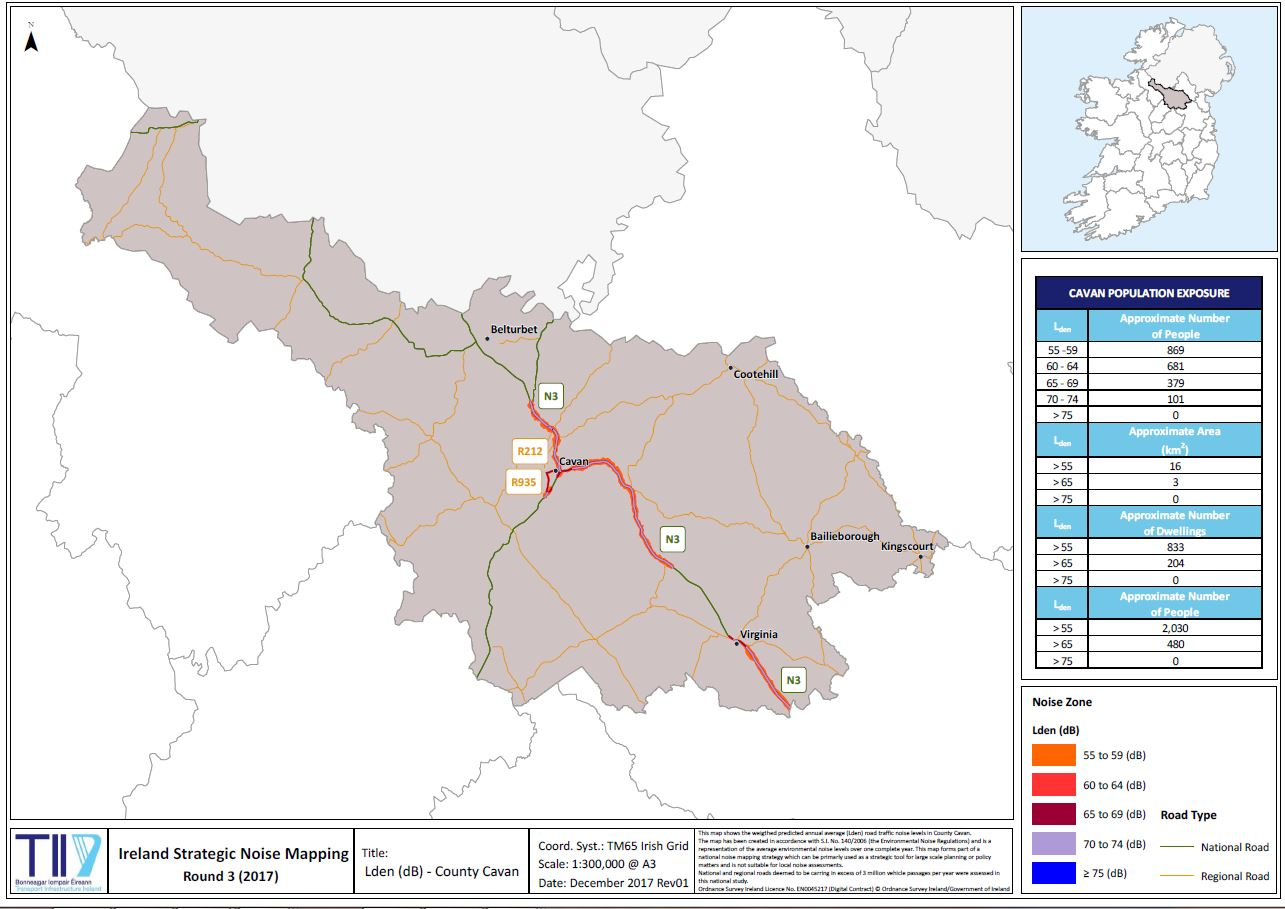 N
Belturbet
Cootehill
N3
R212
Cavan
R935
N3
Bailieborough
Kingscourt
Virginia
N3
CAVAN POPULATION EXPOSURE
Lden Approximate Number of People
55 -59 869
60 - 64 681
65 - 69 379
70 - 74 101
> 75 0
Lden Approximate Area (km2)
> 55 16
> 65 3
> 75 0
Lden Approximate Number of Dwellings
> 55 833
> 65 204
> 75 0
Lden Approximate Number of People
> 55 2,030
> 65 480
> 75 0
Noise Zone
Lden (dB)
55 to 59 (dB)
60 to 64 (dB)
65 to 69 (dB) Road Type
70 to 74 (dB) National Road
≥ 75 (dB) Regional Road
TII
Bonneagar Iompair Éireann
Transport Infrastructure Ireland
Ireland Strategic Noise Mapping
Round 3 (2017)
Title:
Lden (dB) - County Cavan
Coord. Syst.: TM65 Irish Grid
Scale: 1:300,000 @ A3
Date: December 2017 Rev01
This map shows the weigthed predicted annual average (Lden) road traffic noise levels in County Cavan.
The map has been created in accordance with S.I. No. 140/2006 (the Environmental Noise Regulations) and is a
representation of the average environmental noise levels over one complete year. This map forms part of a
national noise mapping strategy which can be primarily used as a strategic tool for large scale planning or policy
matters and is not suitable for local noise assessments.
National and regional roads deemed to be carring in excess of 3 million vehicle passages per year were assessed in
this national study.
Ordnance Survey Ireland Licence No. EN0045217 (Digital Contract) © Ordnance Survey Ireland/Government of Ireland